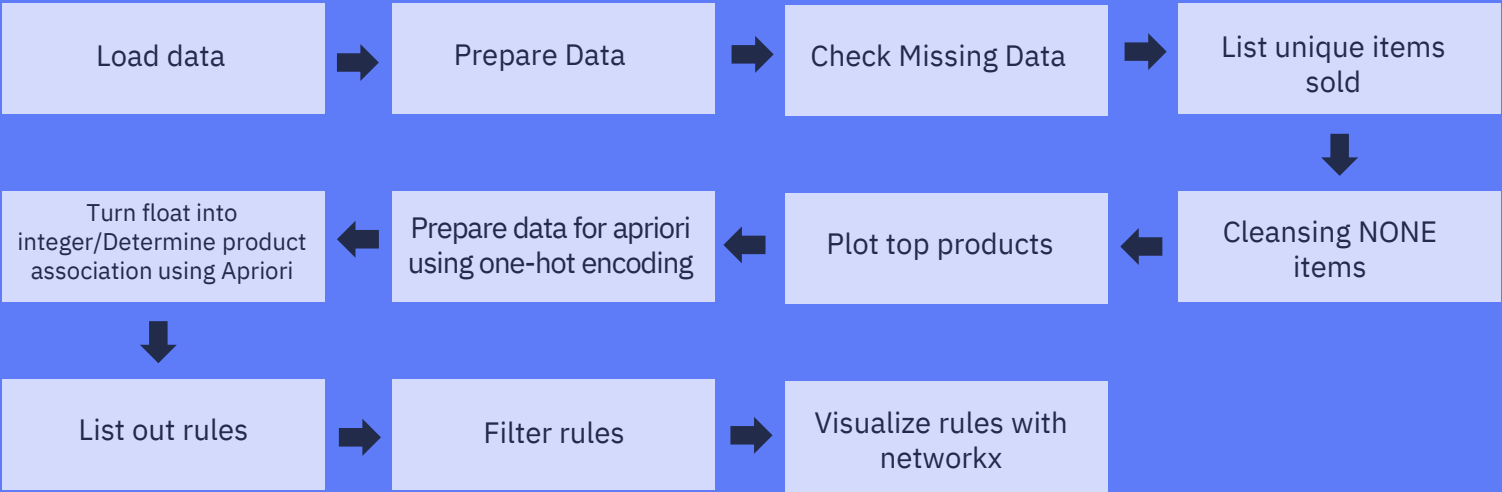 Load data
Prepare Data
Check Missing Data
List unique items
sold
Cleansing NONE
items
Plot top products
Prepare data for apriori
using one-hot encoding
Turn float into
integer/Determine product
association using Apriori
List out rules
Filter rules
Visualize rules with
networkx